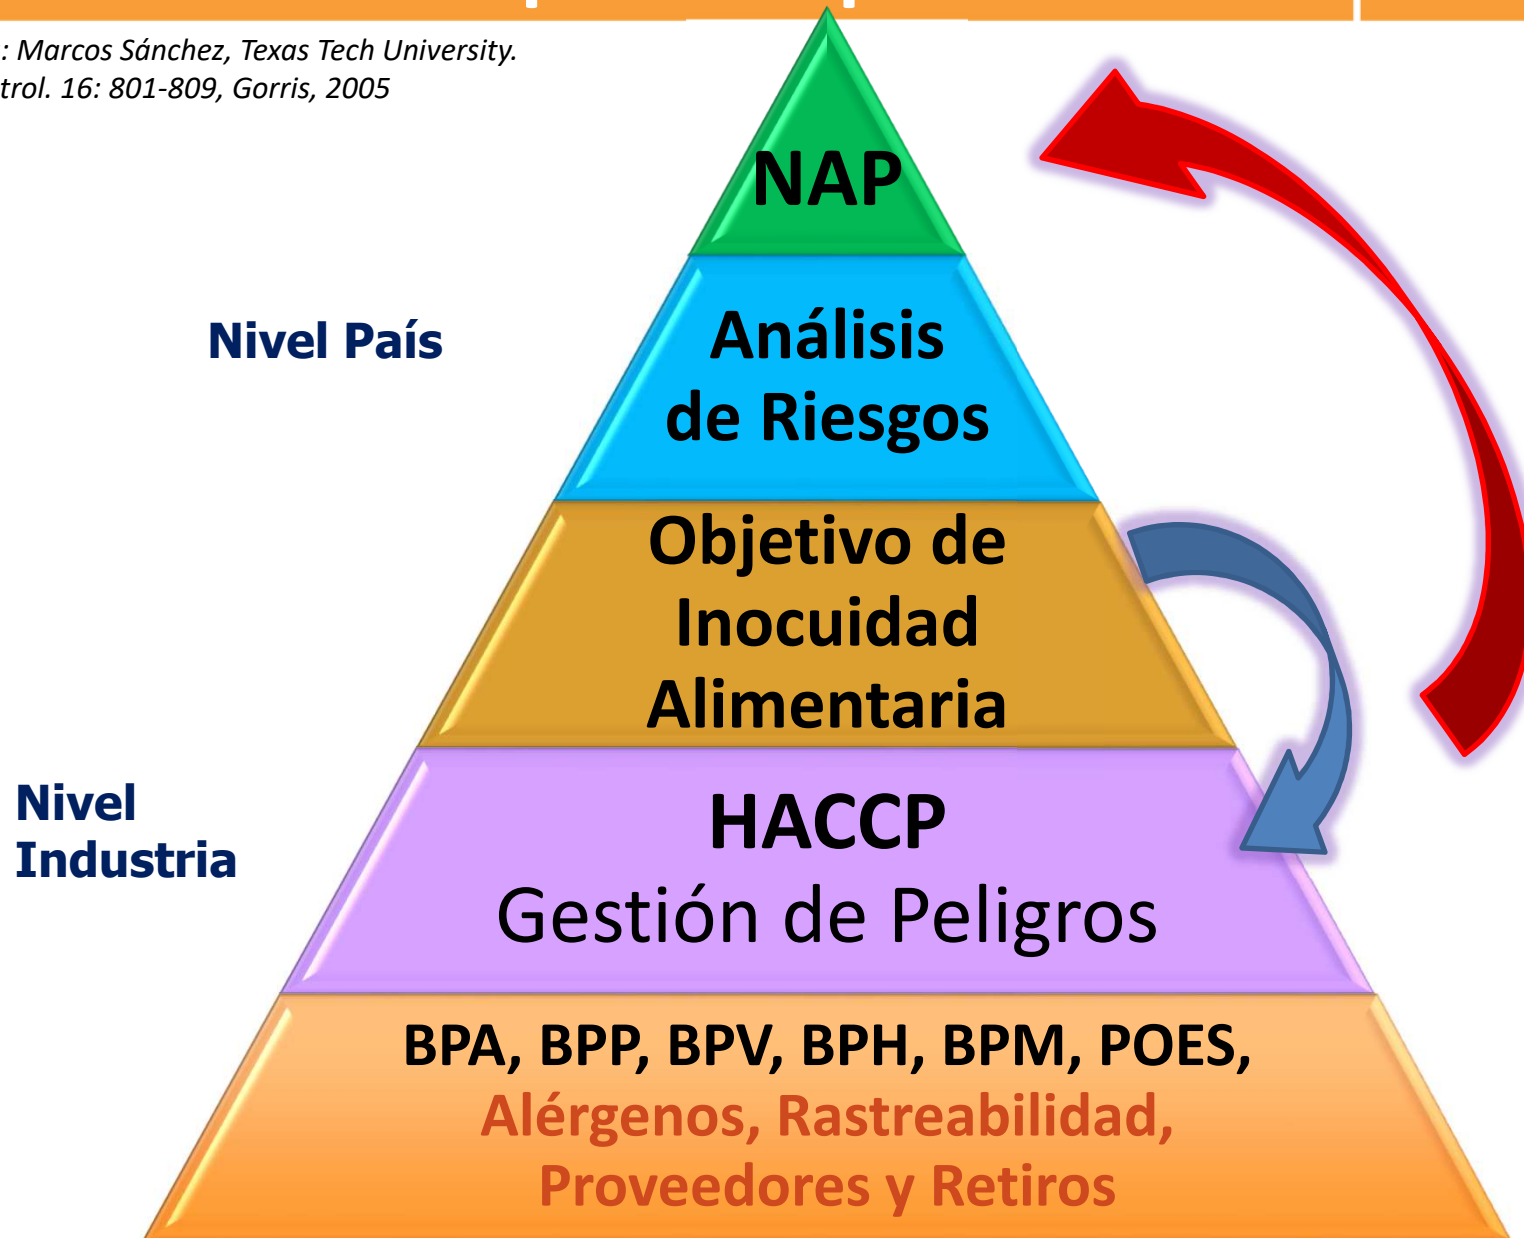 : Marcos Sánchez, Texas Tech University.
trol. 16: 801-809, Gorris, 2005
NAP
Nivel País
Análisis
de Riesgos
Objetivo de
Inocuidad
Alimentaria
Nivel
Industria
HACCP
Gestión de Peligros
BPA, BPP, BPV, BPH, BPM, POES,
Alérgenos, Rastreabilidad,
Proveedores y Retiros